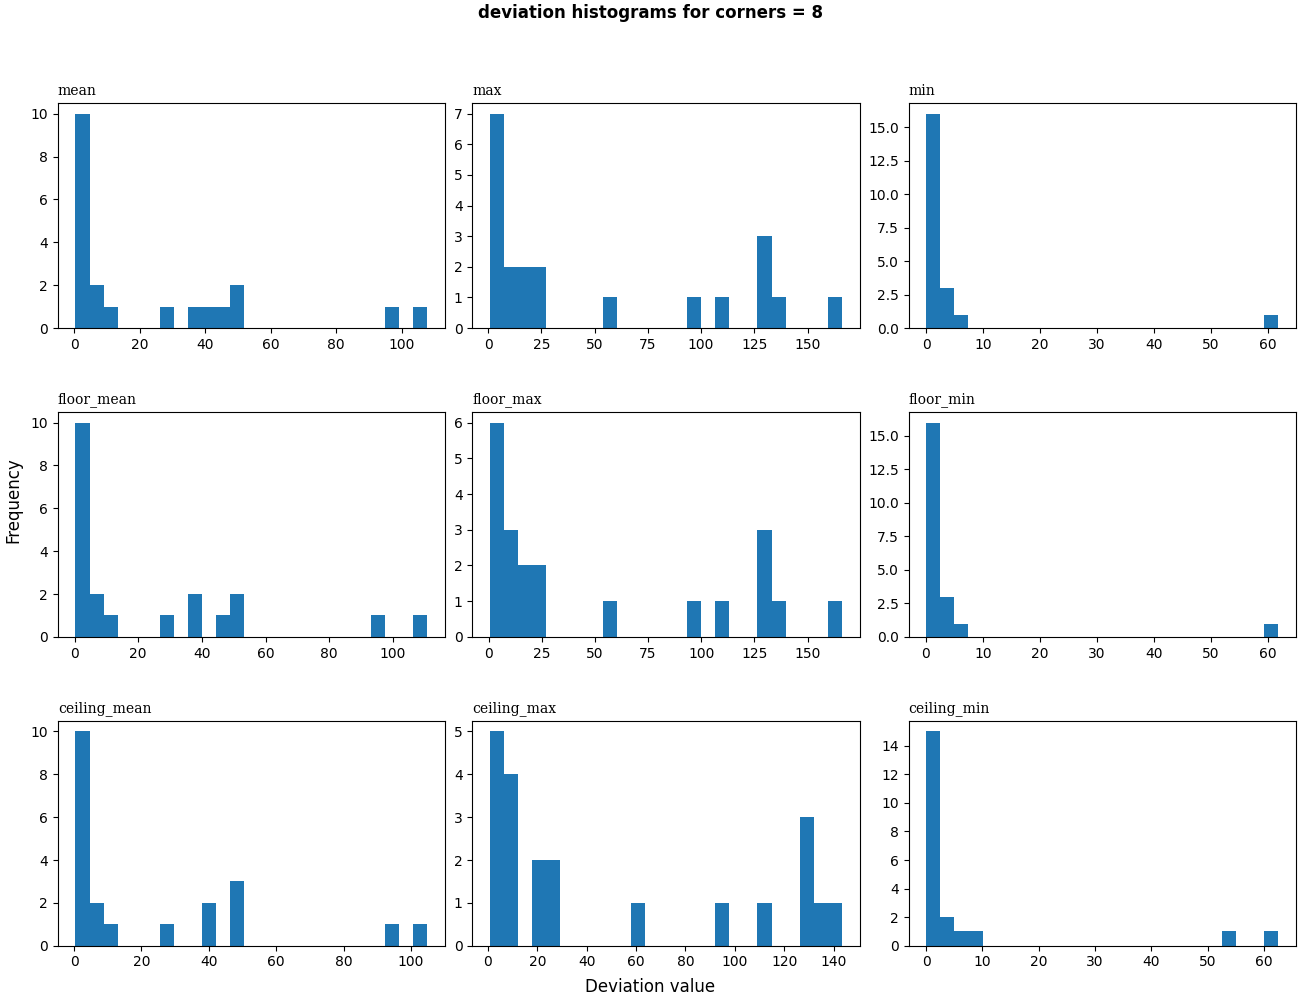 deviation histograms for corners = 8
mean
max
min
10
8
6
4
2
0
0 20 40 60 80 100
7
6
5
4
3
2
1
0
0 25 50 75 100 125 150
15.0
12.5
10.0
7.5
5.0
2.5
0.0
0 10 20 30 40 50 60
floor_mean
floor_max
floor_min
Frequency
10
8
6
4
2
0
0 20 40 60 80 100
6
5
4
3
2
1
0
0 25 50 75 100 125 150
15.0
12.5
10.0
7.5
5.0
2.5
0.0
0 10 20 30 40 50 60
ceiling_mean
ceiling_max
ceiling_min
10
8
6
4
2
0
0 20 40 60 80 100
5
4
3
2
1
0
0 20 40 60 80 100 120 140
14
12
10
8
6
4
2
0
0 10 20 30 40 50 60
Deviation value